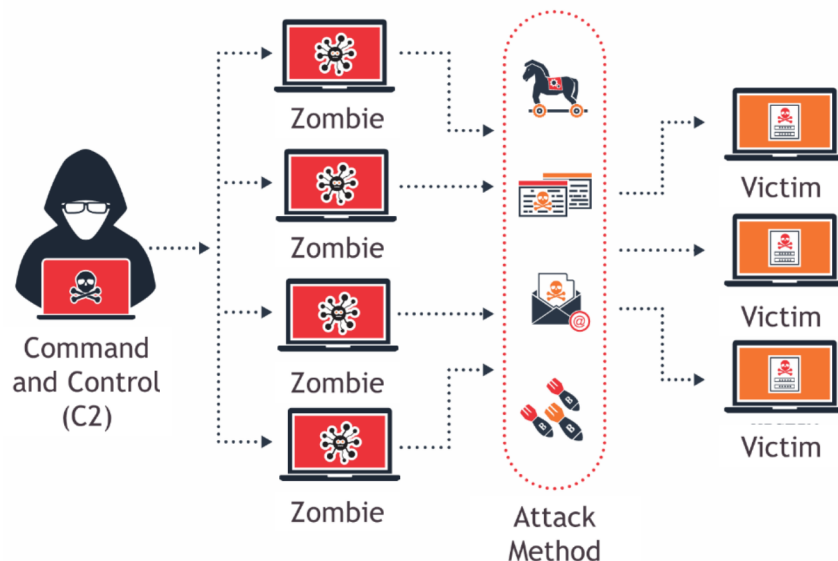 Zombie
Zombie
Command
and Control
(C2)
Zombie
Zombie
@
B
B
B
Attack
Method
Victim
Victim
Victim